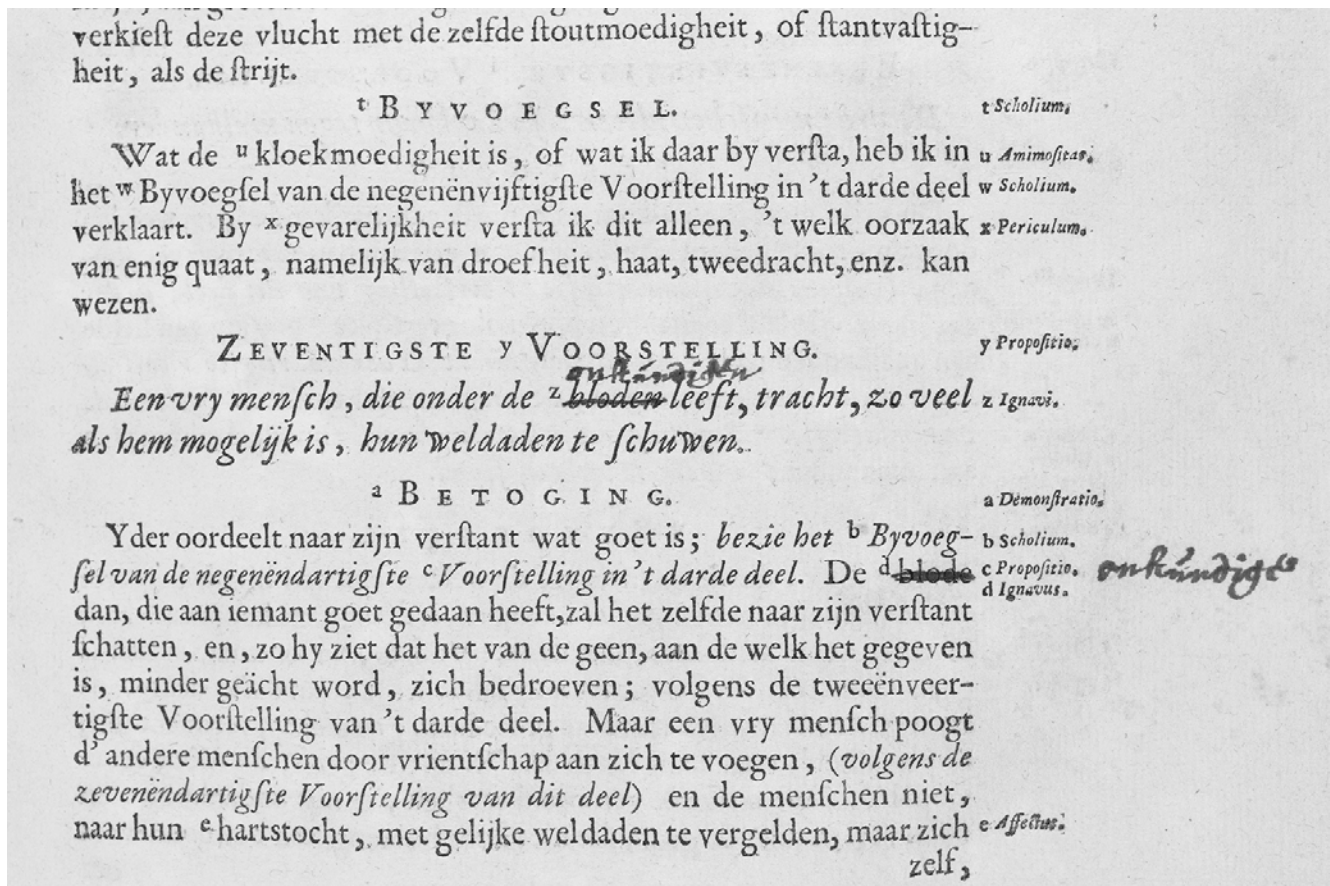 verkieſt deze vlucht met de zelfde ſtoutmoedigheit, of ſtantvaſtig-
heit, als de ſtrijt.
t BYVOEGSEL. t Scholium.
Wat de u kloekmoedigheit is, of wat ik daar by verſta, heb ik in u Amimoſitas.
het w Byvoegſel van de negenënvijftigſte Voorſtelling in 't darde deel w Scholium.
verklaart. By x gevarelijkheit verſta ik dit alleen, 't welk oorzaak x Periculum.
van enig quaat, namelijk van droefheit, haat, tweedracht, enz. kan
wezen.
ZEVENTIGSTE y VOORSTELLING. y Propoſitio.
onkúndigen
Een vry menſch, die onder de z bloden leeft, tracht, zo veel z Ignavi.
als hem mogelijk is, hun weldaden te ſchuwen.
a BETOGING. a Demonſtratio.
Yder oordeelt naar zijn verſtant wat goet is; bezie het b Byvoeg- b Scholium.
ſel van de negenëndartigſte c Voorſtelling in 't darde deel. De d blode c Propoſitio. onkúndige
d Ignavus.
dan, die aan iemant goet gedaan heeft, zal het zelfde naar zijn verſtant
ſchatten, en, zo hy ziet dat het van de geen, aan de welk het gegeven
is, minder geächt word, zich bedroeven; volgens de tweeënveer-
tigſte Voorſtelling van 't darde deel. Maar een vry menſch poogt
d' andere menſchen door vrientſchap aan zich te voegen, (volgens de
zevenëndartigſte Voorſtelling van dit deel) en de menſchen niet,
naar hun e hartstocht, met gelijke weldaden te vergelden, maar zich e Affectus.
zelf,